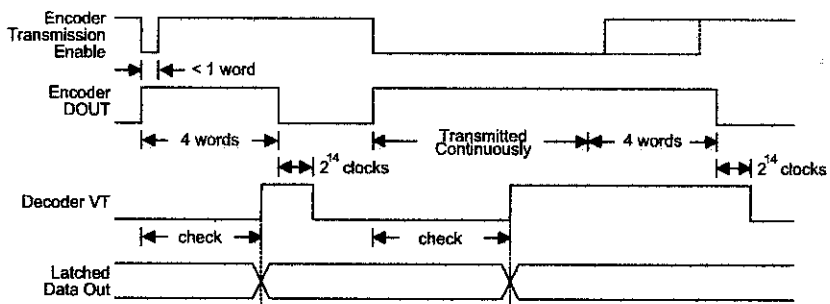 Encoder
Transmission
Enable
< 1 word
Encoder
DOUT
4 words
Transmitted
Continuously
4 words
2^14 clocks
2^14 clocks
Decoder VT
check
check
Latched
Data Out